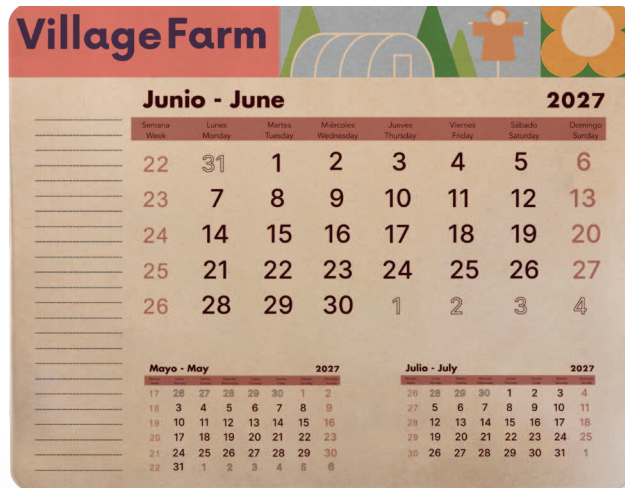 Village Farm
Junio - June 2027
Semana Lunes Martes Miércoles Jueves Viernes Sábado Domingo
Week Monday Tuesday Wednesday Thursday Friday Saturday Sunday
22 31 1 2 3 4 5 6
23 7 8 9 10 11 12 13
24 14 15 16 17 18 19 20
25 21 22 23 24 25 26 27
26 28 29 30 1 2 3 4
Mayo - May 2027
17 26 27 28 29 30 1 2
18 3 4 5 6 7 8 9
19 10 11 12 13 14 15 16
20 17 18 19 20 21 22 23
21 24 25 26 27 28 29 30
22 31 1 2 3 4 5 6
Julio - July 2027
26 28 29 30 1 2 3 4
27 5 6 7 8 9 10 11
28 12 13 14 15 16 17 18
29 19 20 21 22 23 24 25
30 26 27 28 29 30 31 1